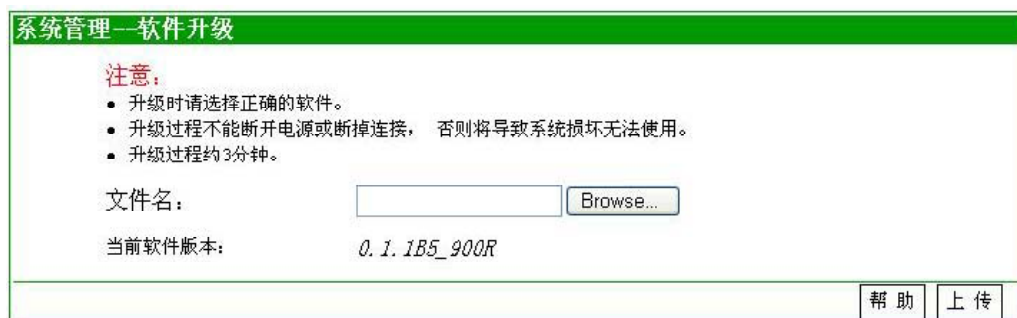 系统管理--软件升级
注意：
• 升级时请选择正确的软件。
• 升级过程不能断开电源或断掉连接， 否则将导致系统损坏无法使用。
• 升级过程约3分钟。
文件名： Browse...
当前软件版本： 0.1.1B5_900R
帮 助 上 传